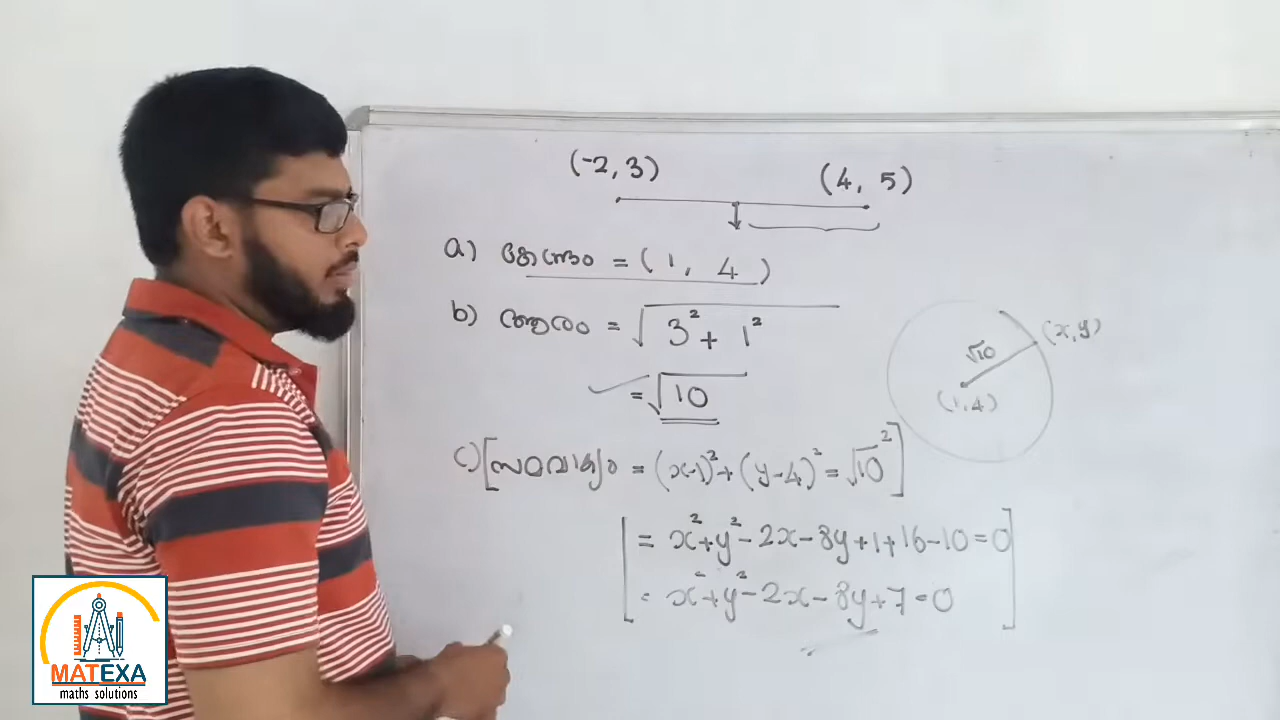 (-2, 3) (4, 5)
a) കേന്ദ്രം = (1, 4)
b) ആരം = √3² + 1²
= √10
(x, y)
√10
(1, 4)
c) [സമവാക്യം = (x-1)² + (y-4)² = √10²]
[= x² + y² - 2x - 8y + 1 + 16 - 10 = 0
= x² + y² - 2x - 8y + 7 = 0]
MATEXA
maths solutions